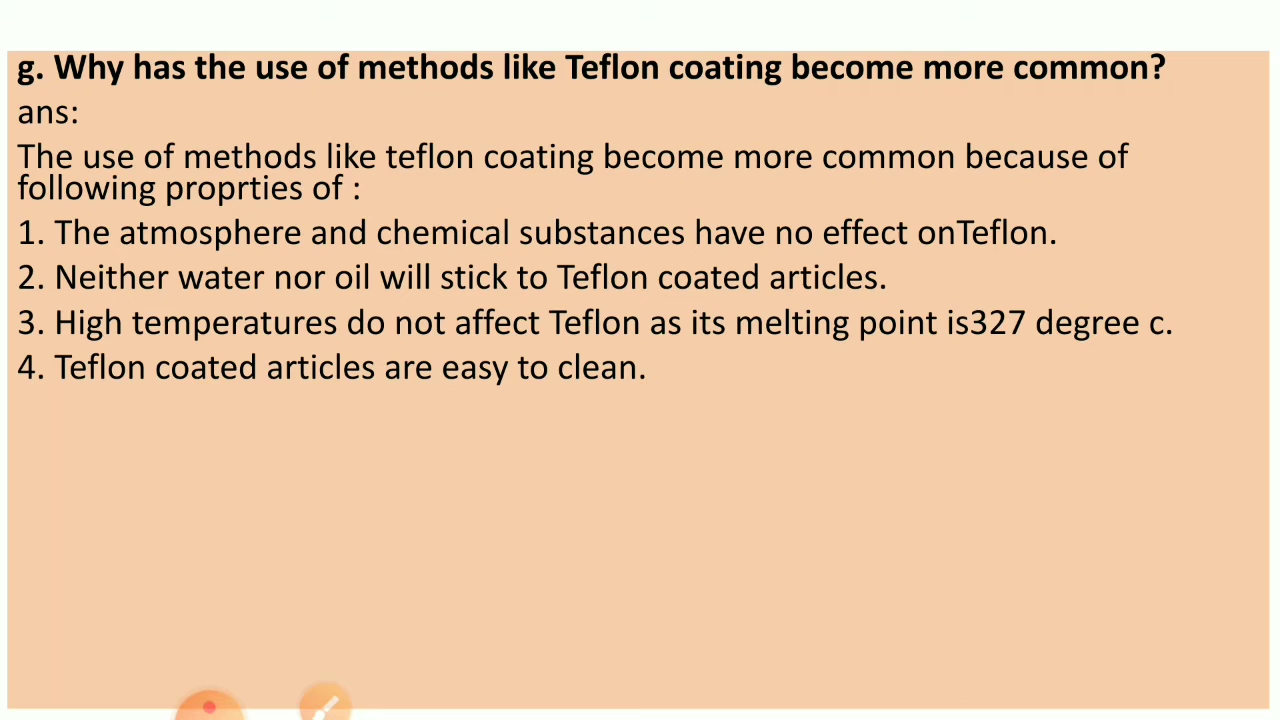 g. Why has the use of methods like Teflon coating become more common?
ans:
The use of methods like teflon coating become more common because of
following proprties of :
1. The atmosphere and chemical substances have no effect onTeflon.
2. Neither water nor oil will stick to Teflon coated articles.
3. High temperatures do not affect Teflon as its melting point is327 degree c.
4. Teflon coated articles are easy to clean.